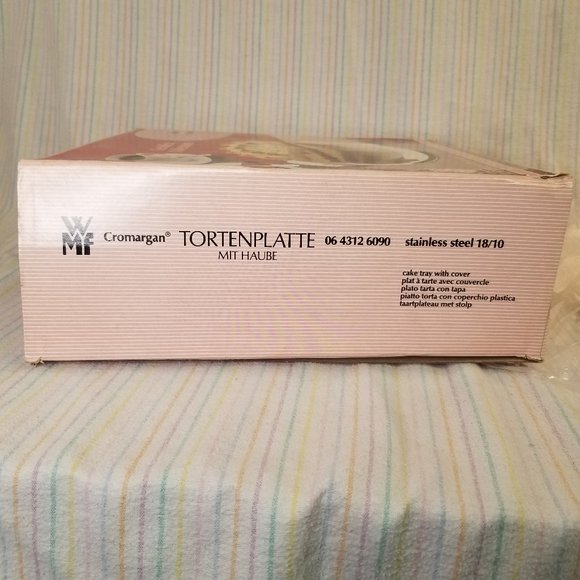 WMF Cromargan® TORTENPLATTE 06 4312 6090 stainless steel 18/10
MIT HAUBE
cake tray with cover
plat à tarte avec couvercle
plato tarta con tapa
piatto torta con coperchio plastica
taartplateau met stolp